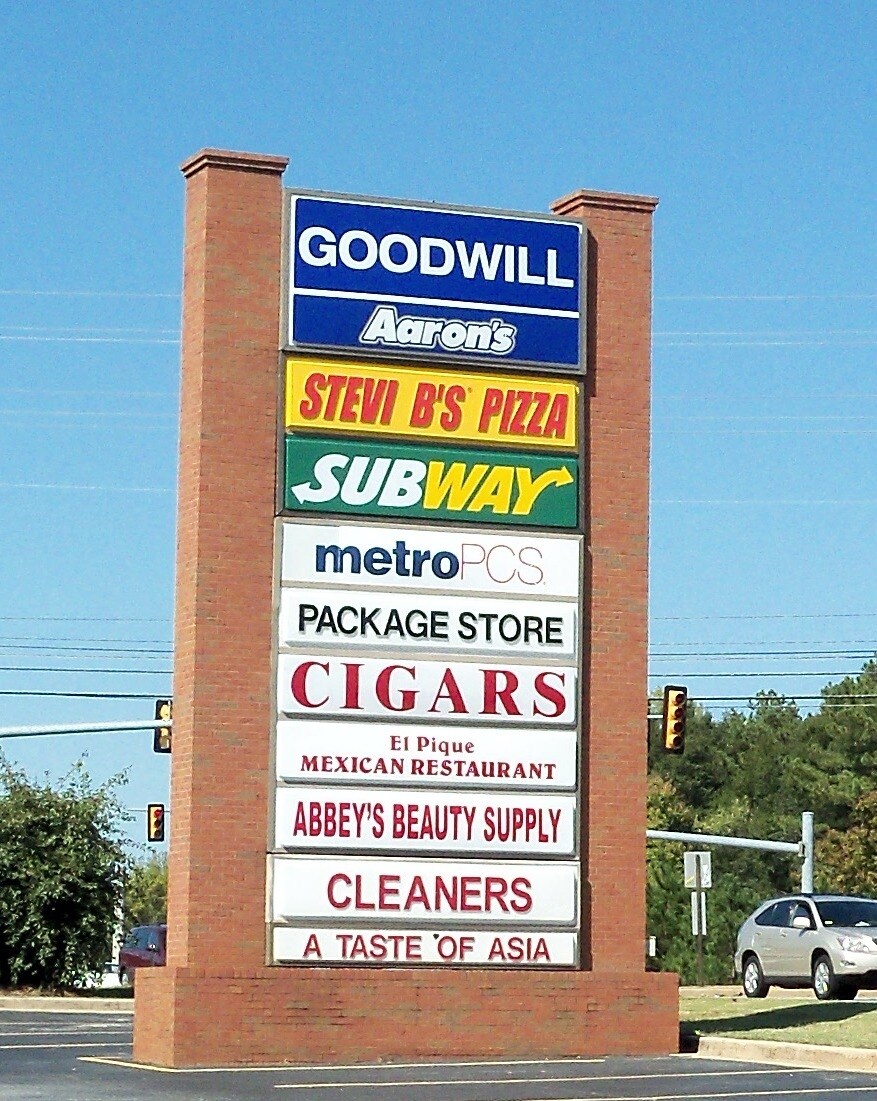 GOODWILL
Aaron's
STEVI B'S PIZZA
SUBWAY
metroPCS.
PACKAGE STORE
CIGARS
El Pique
MEXICAN RESTAURANT
ABBEY'S BEAUTY SUPPLY
CLEANERS
A TASTE OF ASIA